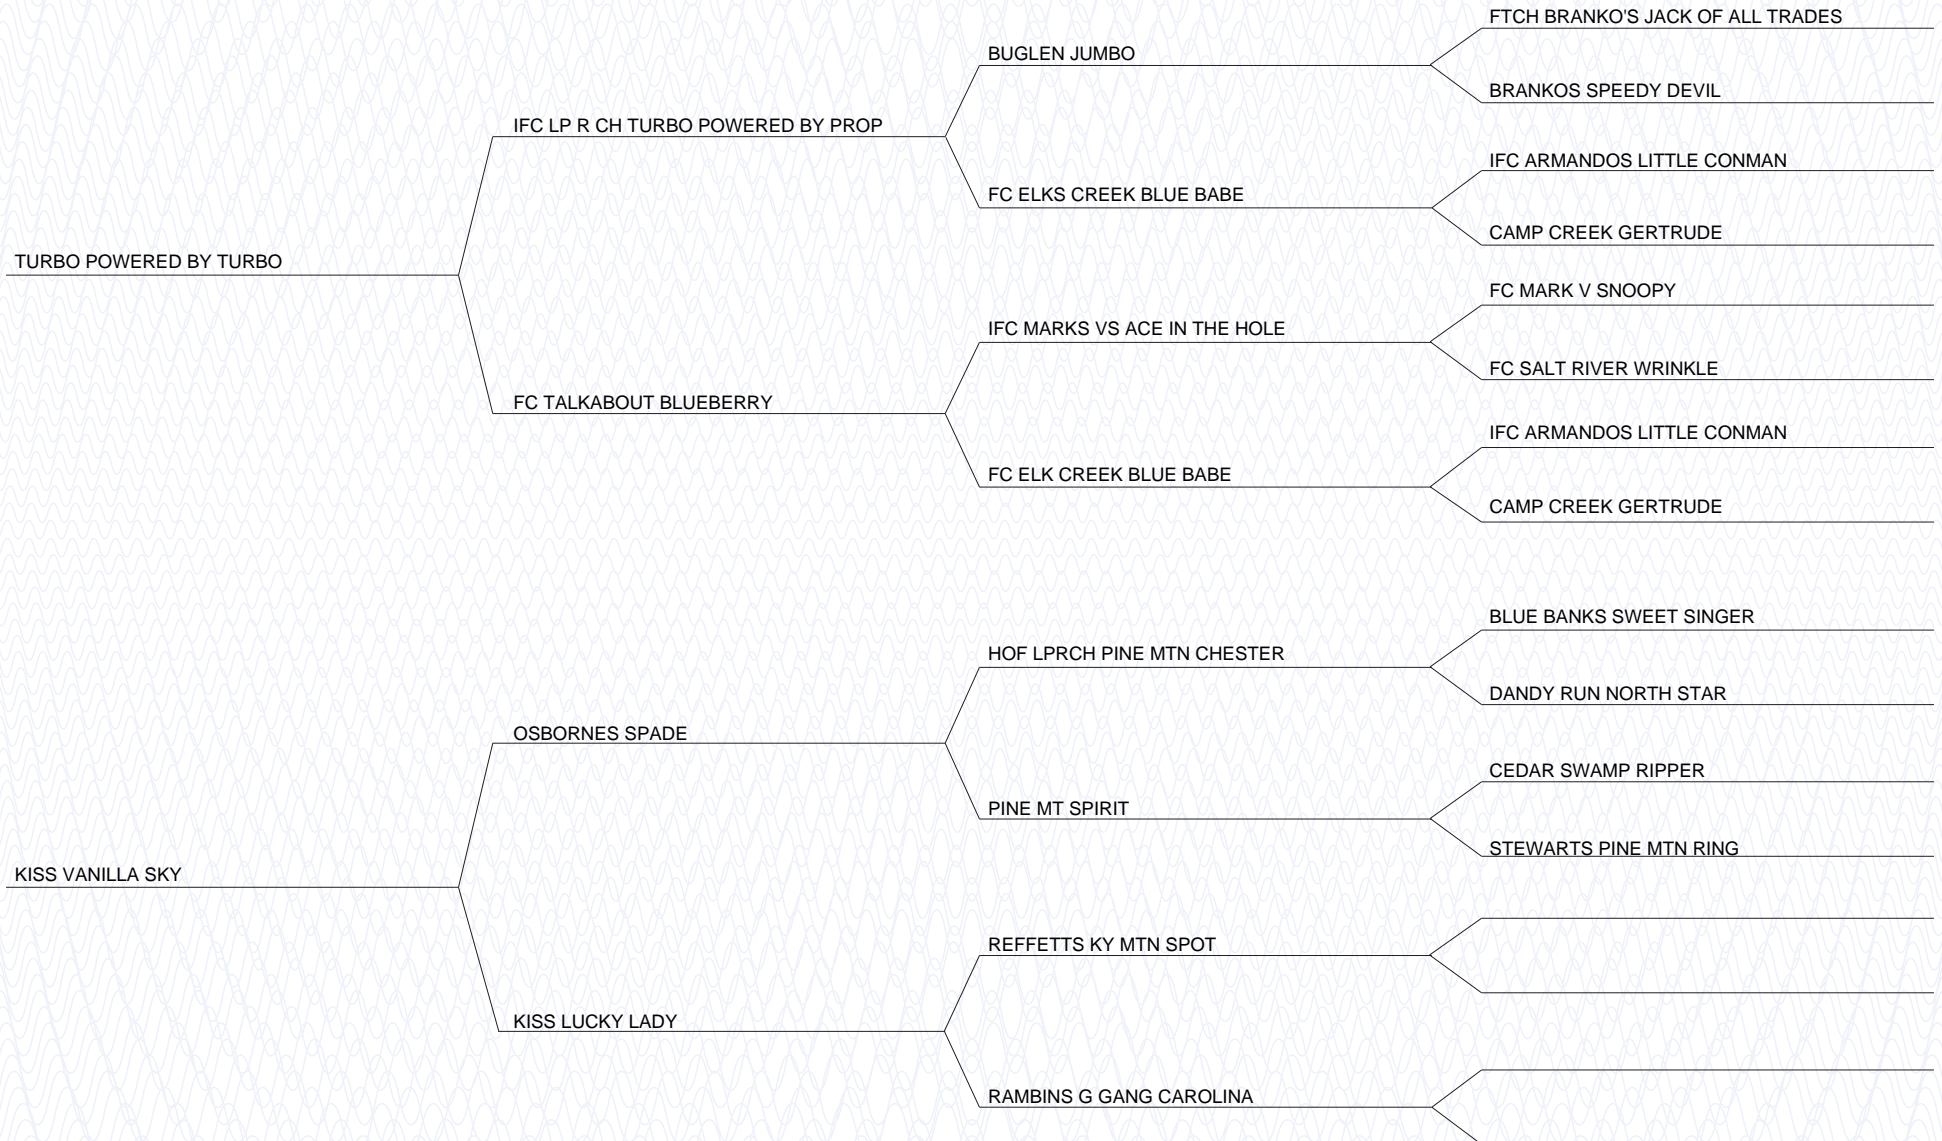 FTCH BRANKO'S JACK OF ALL TRADES
BUGLEN JUMBO
BRANKOS SPEEDY DEVIL
IFC LP R CH TURBO POWERED BY PROP
IFC ARMANDOS LITTLE CONMAN
FC ELKS CREEK BLUE BABE
CAMP CREEK GERTRUDE
TURBO POWERED BY TURBO
FC MARK V SNOOPY
IFC MARKS VS ACE IN THE HOLE
FC SALT RIVER WRINKLE
FC TALKABOUT BLUEBERRY
IFC ARMANDOS LITTLE CONMAN
FC ELK CREEK BLUE BABE
CAMP CREEK GERTRUDE
BLUE BANKS SWEET SINGER
HOF LPRCH PINE MTN CHESTER
DANDY RUN NORTH STAR
OSBORNES SPADE
CEDAR SWAMP RIPPER
PINE MT SPIRIT
STEWARTS PINE MTN RING
KISS VANILLA SKY
REFFETTS KY MTN SPOT
KISS LUCKY LADY
RAMBINS G GANG CAROLINA